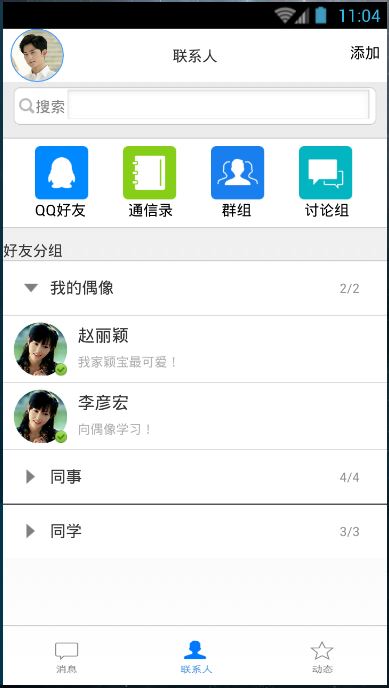 11:04
联系人
添加
搜索
QQ好友
通信录
群组
讨论组
好友分组
我的偶像
2/2
赵丽颖
我家颖宝最可爱！
李彦宏
向偶像学习！
同事
4/4
同学
3/3
消息
联系人
动态